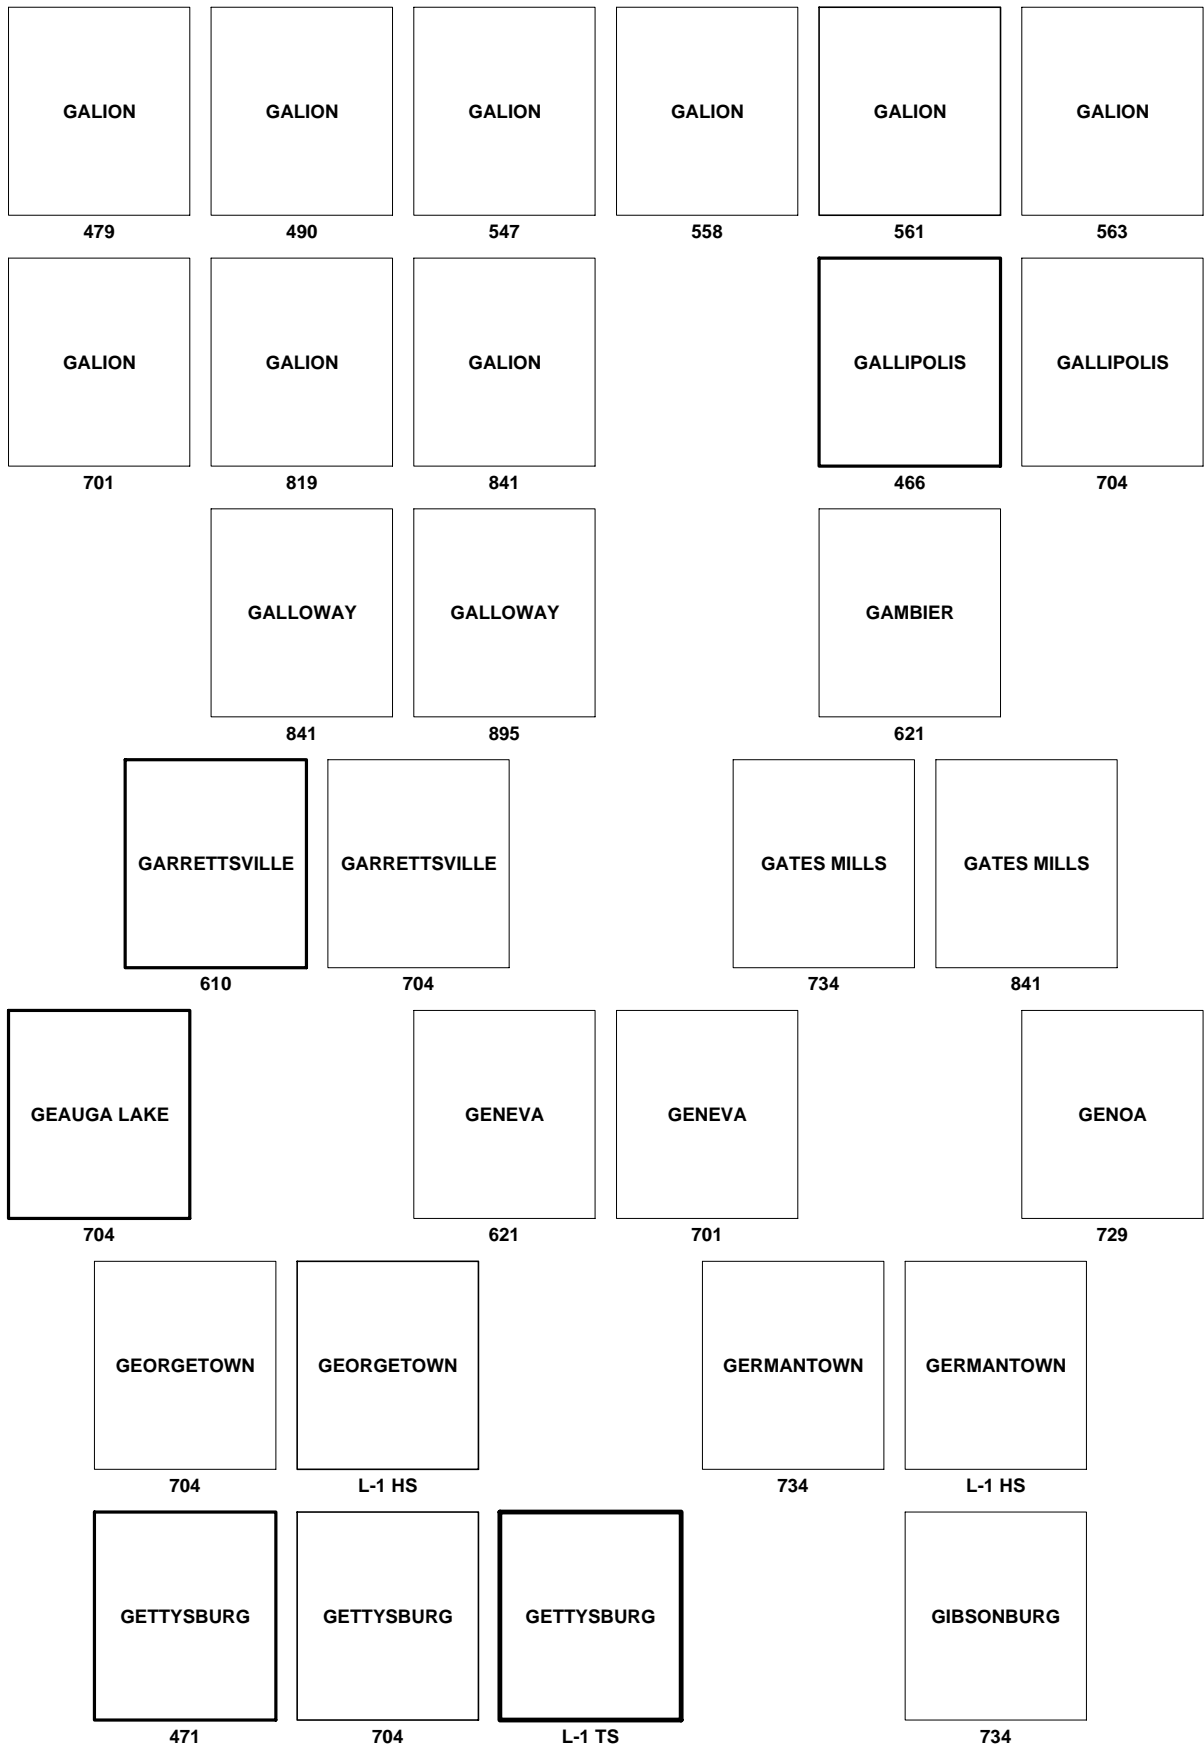 GALION GALION GALION GALION GALION GALION
479 490 547 558 561 563
GALION GALION GALION GALLIPOLIS GALLIPOLIS
701 819 841 466 704
GALLOWAY GALLOWAY GAMBIER
841 895 621
GARRETTSVILLE GARRETTSVILLE GATES MILLS GATES MILLS
610 704 734 841
GEAUGA LAKE GENEVA GENEVA GENOA
704 621 701 729
GEORGETOWN GEORGETOWN GERMANTOWN GERMANTOWN
704 L-1 HS 734 L-1 HS
GETTYSBURG GETTYSBURG GETTYSBURG GIBSONBURG
471 704 L-1 TS 734